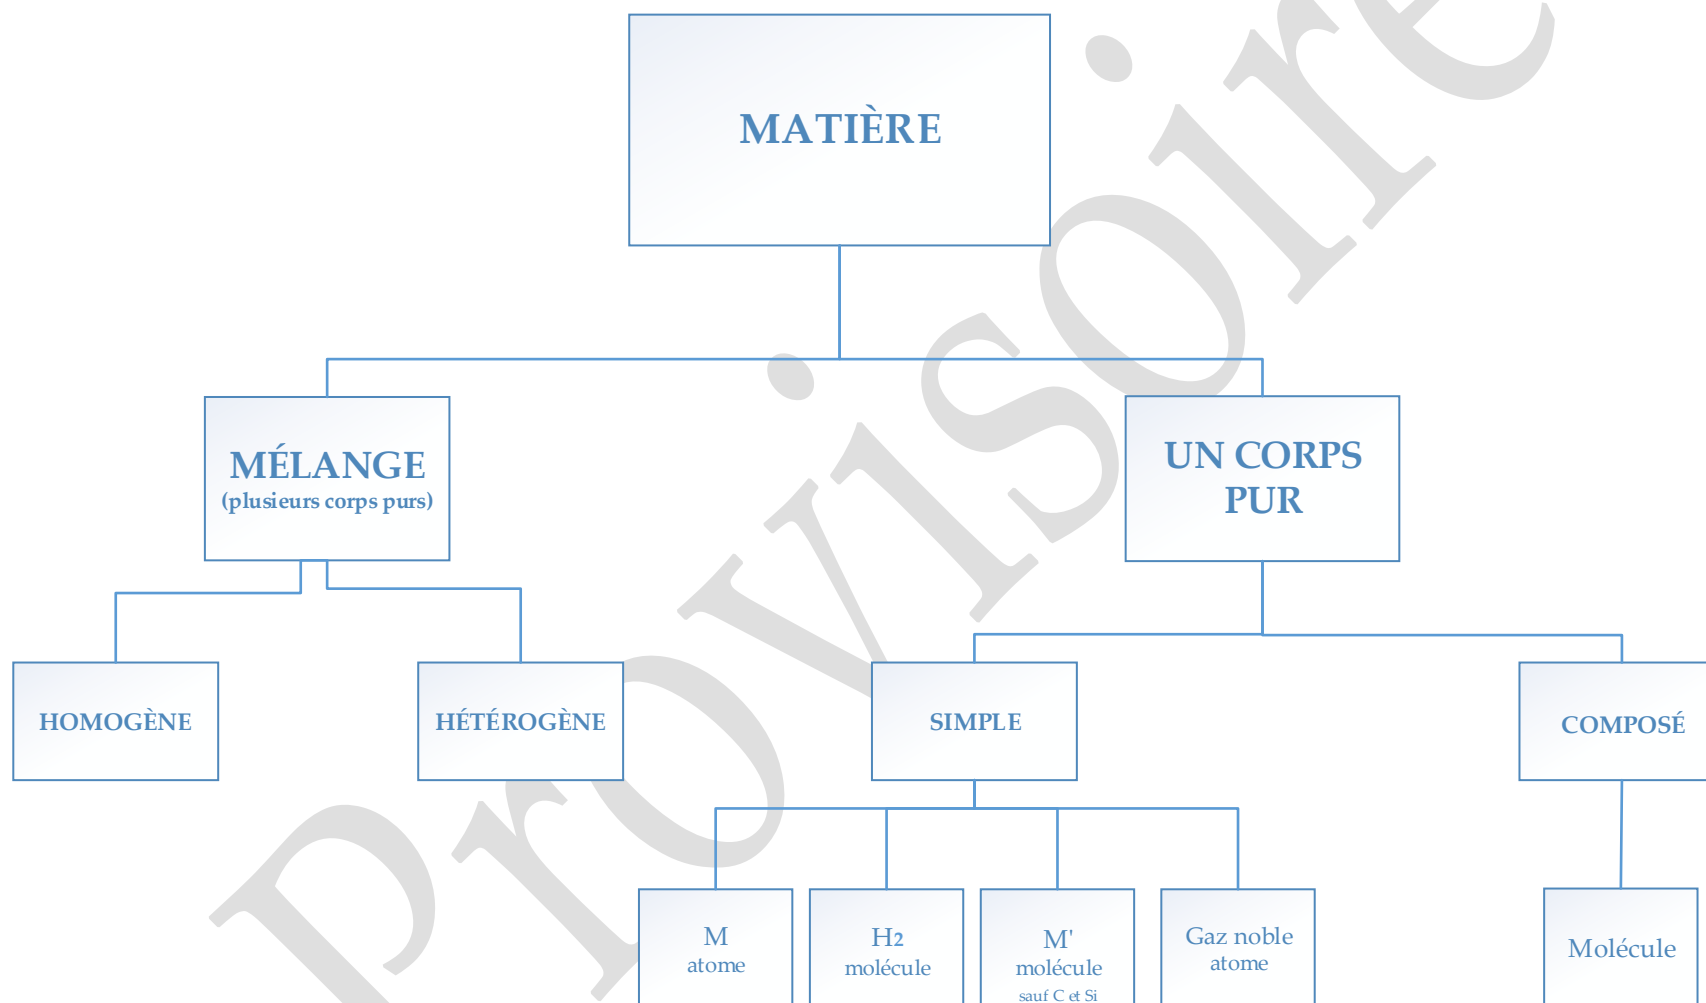 MATIÈRE
MÉLANGE
(plusieurs corps purs)
UN CORPS
PUR
HOMOGÈNE
HÉTÉROGÈNE
SIMPLE
COMPOSÉ
M
atome
H2
molécule
M'
molécule
sauf C et Si
Gaz noble
atome
Molécule
Provisoire